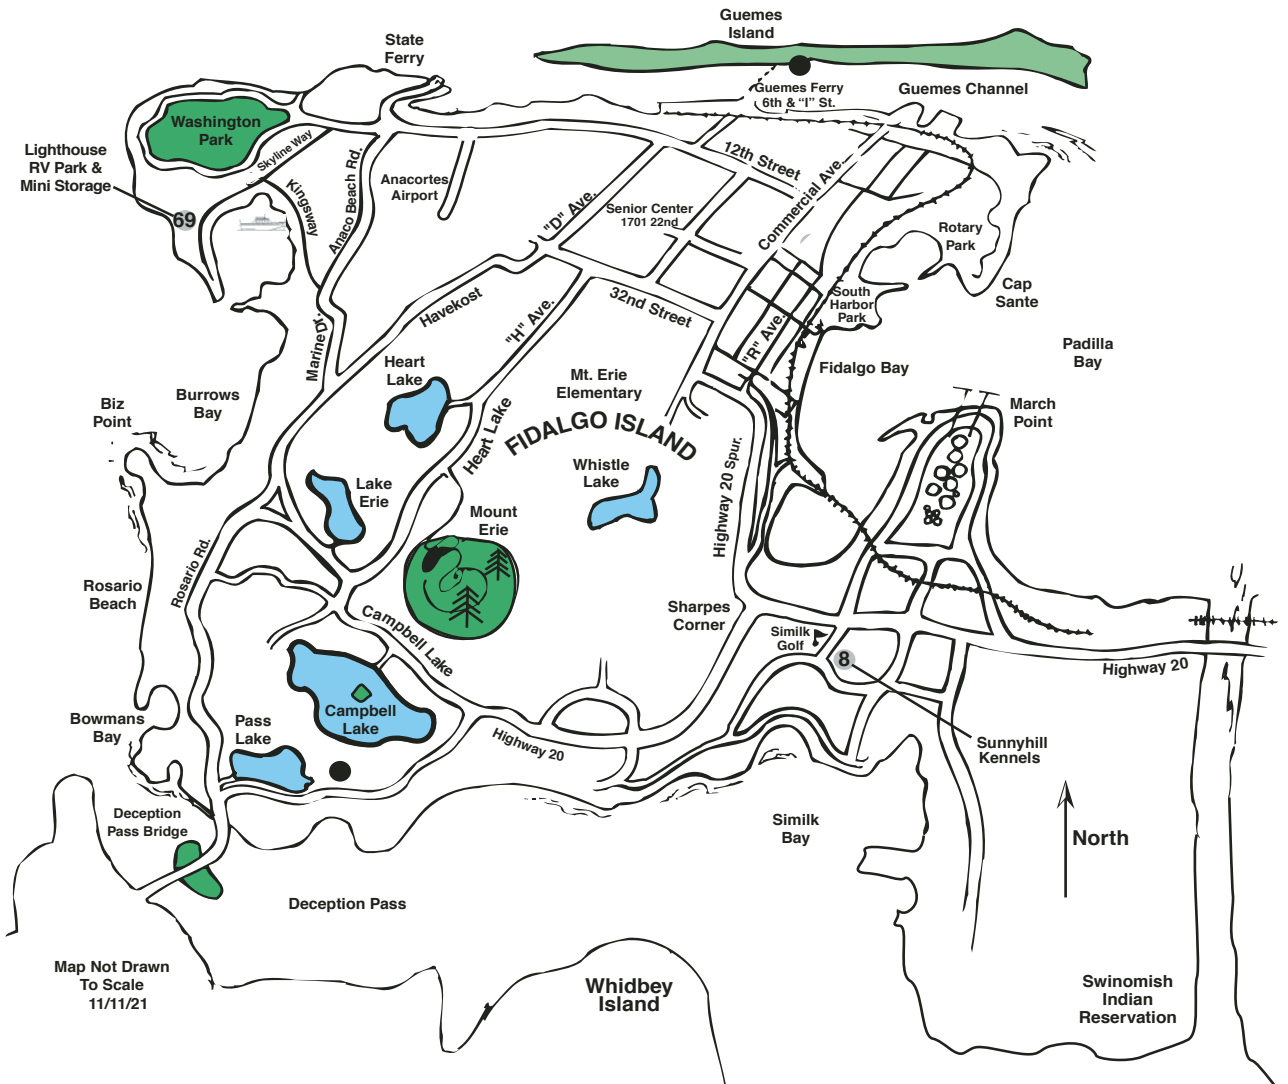 Guemes
Island
State
Ferry
Guemes Ferry
6th & “I” St.
Guemes Channel
Washington
Park
Skyline Way
Lighthouse
RV Park &
Mini Storage
69
Kingsway
Anaco Beach Rd.
Anacortes
Airport
12th Street
Commercial Ave.
"D" Ave.
Senior Center
1701 22nd
Rotary
Park
Cap
Sante
South
Harbor
Park
Havekost
"H" Ave.
32nd Street
"R" Ave.
Marine Dr.
Padilla
Bay
Fidalgo Bay
Heart
Lake
Mt. Erie
Elementary
Burrows
Bay
Biz
Point
March
Point
FIDALGO ISLAND
Heart Lake
Whistle
Lake
Lake
Erie
Highway 20 Spur.
Mount
Erie
Rosario Rd.
Rosario
Beach
Campbell Lake
Sharpes
Corner
Similk
Golf
8
Highway 20
Bowmans
Bay
Pass
Lake
Campbell
Lake
Highway 20
Sunnyhill
Kennels
Deception
Pass Bridge
Similk
Bay
North
Deception Pass
Map Not Drawn
To Scale
11/11/21
Whidbey
Island
Swinomish
Indian
Reservation